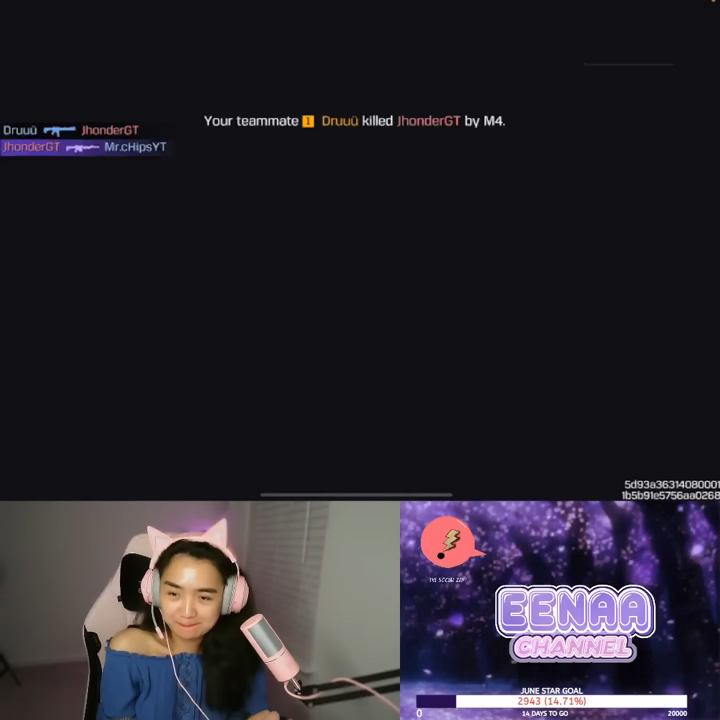 Your teammate 1 Druuü killed JhonderGT by M4.
Druuü JhonderGT
JhonderGT Mr.cHipsYT
5d93a36314080001
1b5b91e5756aa0268
EENAA
CHANNEL
JUNE STAR GOAL
2943 (14.71%)
0 14 DAYS TO GO 20000